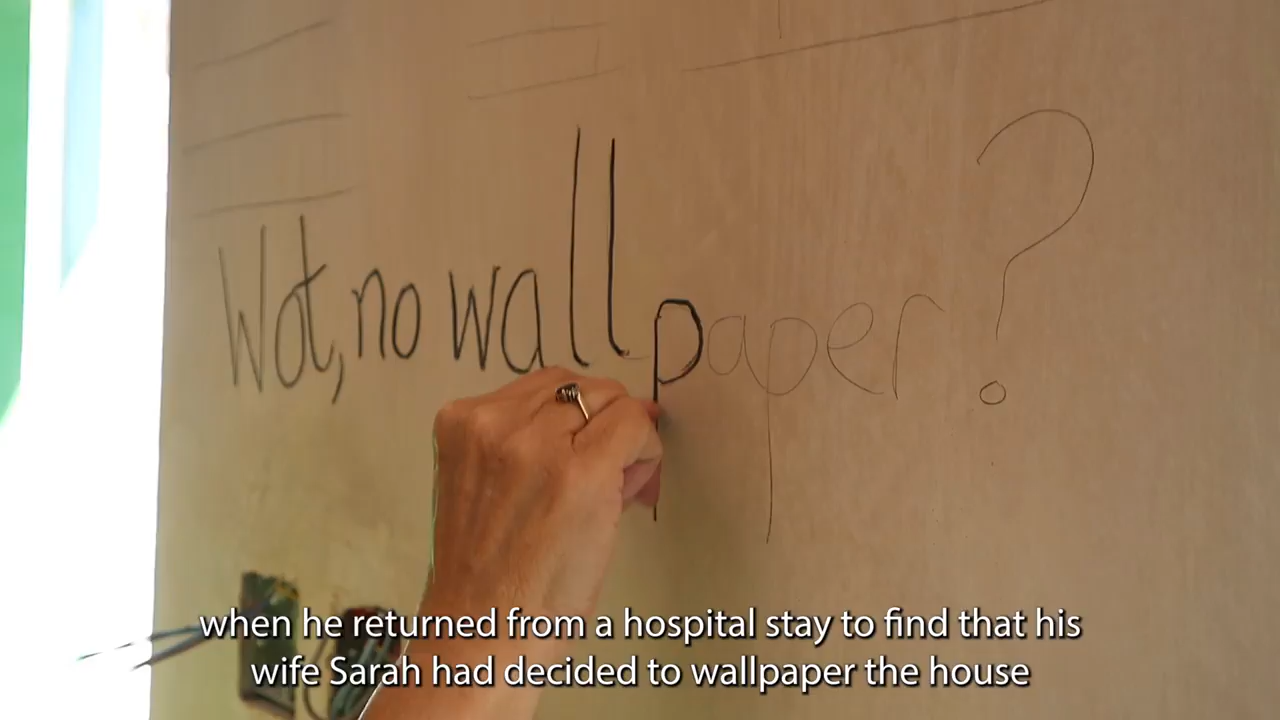 Wot, no wallpaper?
when he returned from a hospital stay to find that his
wife Sarah had decided to wallpaper the house